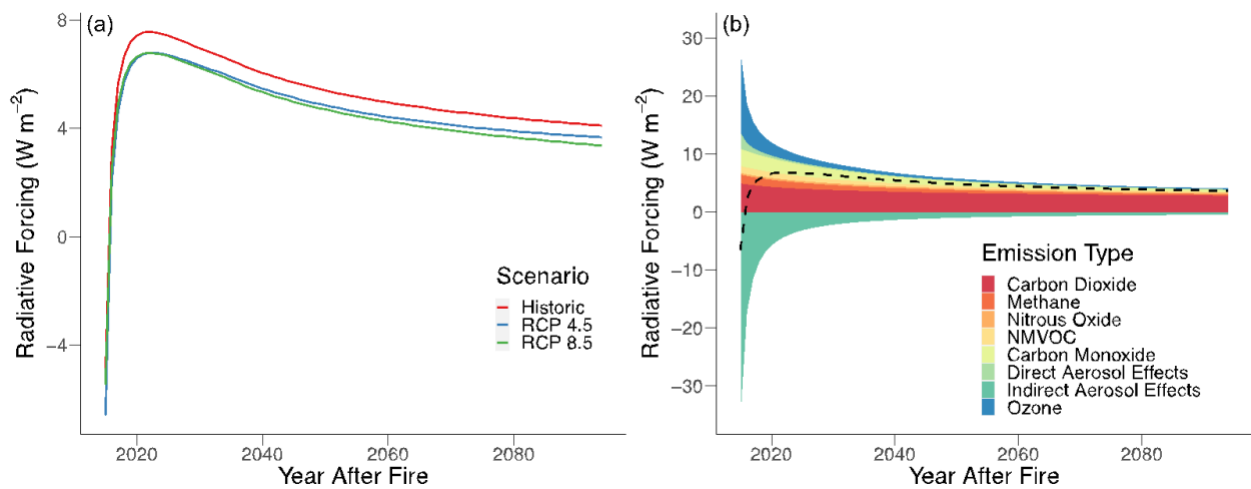 (a)
8
4
0
−4
Radiative Forcing (W m−2)
2020 2040 2060 2080
Year After Fire
Scenario
Historic
RCP 4.5
RCP 8.5
(b)
30
20
10
0
−10
−20
−30
Radiative Forcing (W m−2)
2020 2040 2060 2080
Year After Fire
Emission Type
Carbon Dioxide
Methane
Nitrous Oxide
NMVOC
Carbon Monoxide
Direct Aerosol Effects
Indirect Aerosol Effects
Ozone